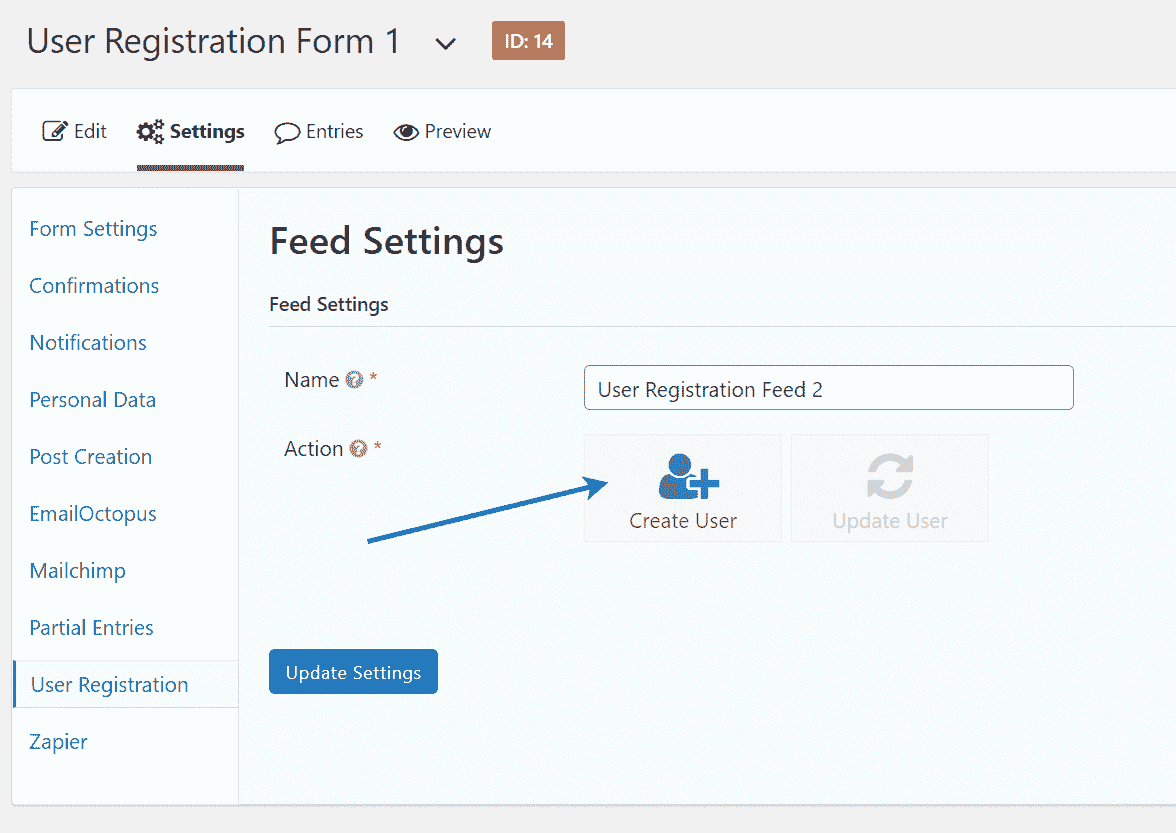 User Registration Form 1
ID: 14
Edit
Settings
Entries
Preview
Form Settings
Confirmations
Notifications
Personal Data
Post Creation
EmailOctopus
Mailchimp
Partial Entries
User Registration
Zapier
Feed Settings
Feed Settings
Name ? *
User Registration Feed 2
Action ? *
Create User
Update User
Update Settings